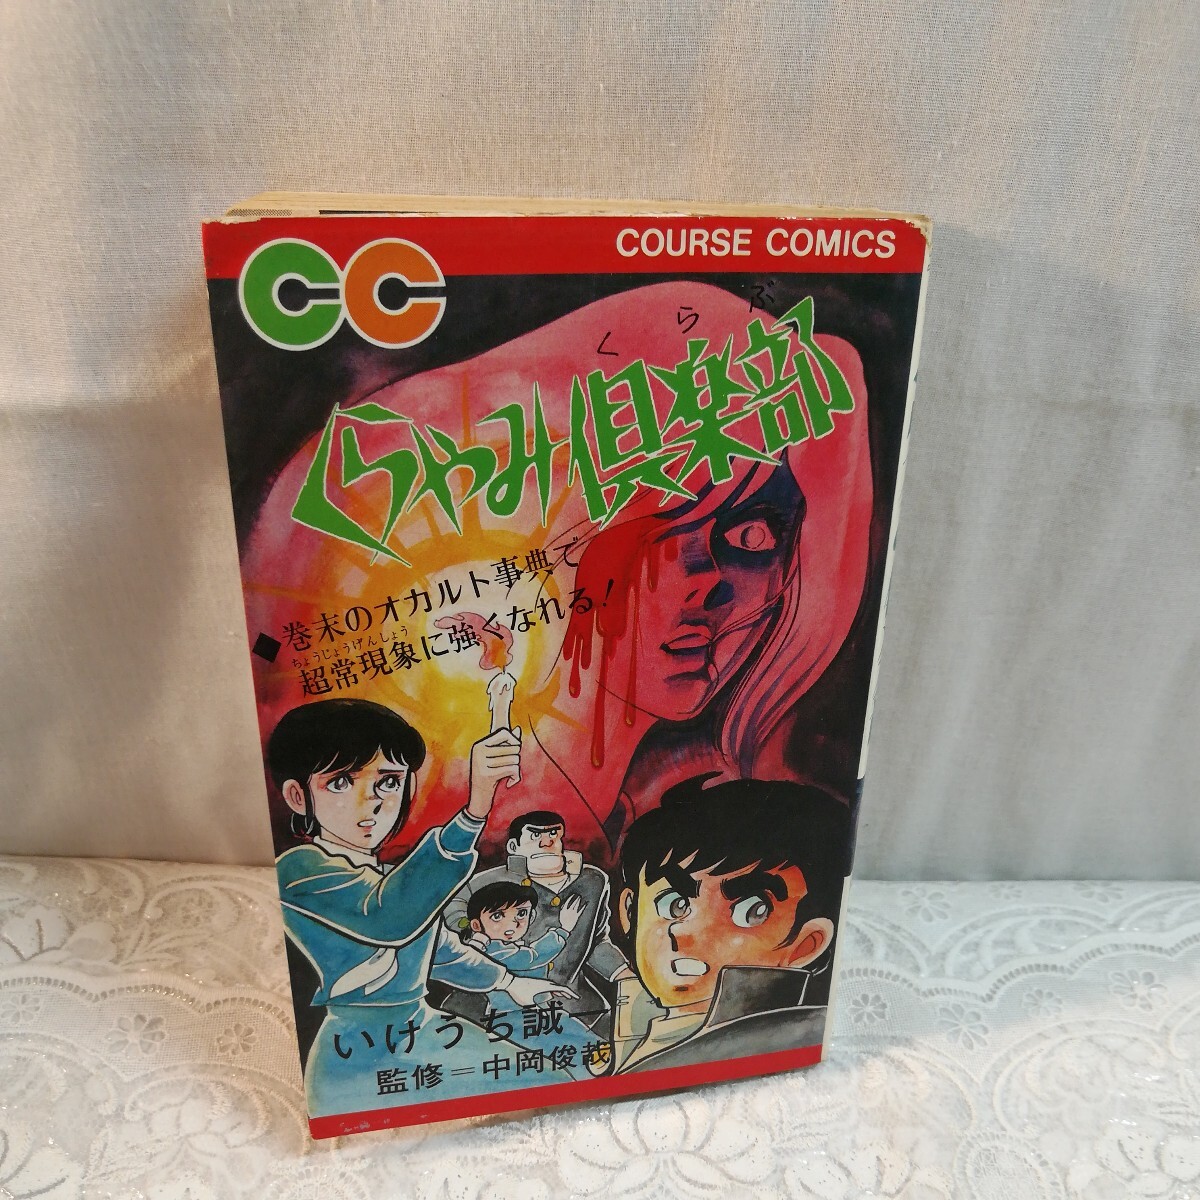 CC
COURSE COMICS
くらぶ
くらやみ倶楽部
◆巻末のオカルト事典で
ちょうじょうげんしょう
超常現象に強くなれる!
いけうち誠一
監修=中岡俊哉